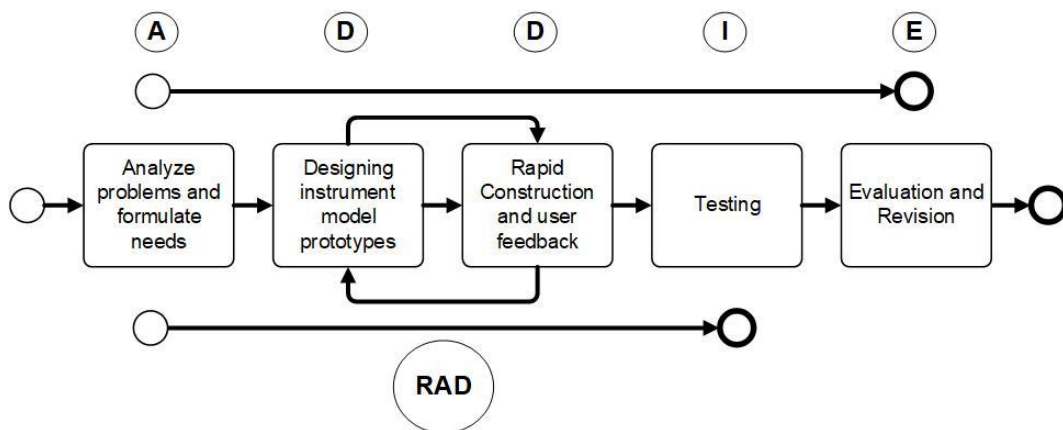 A
D
D
I
E
Analyze
problems and
formulate
needs
Designing
instrument
model
prototypes
Rapid
Construction
and user
feedback
Testing
Evaluation and
Revision
RAD